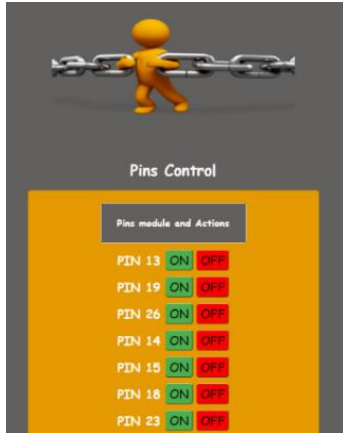 Pins Control
Pins module and Actions
PIN 13 ON OFF
PIN 19 ON OFF
PIN 26 ON OFF
PIN 14 ON OFF
PIN 15 ON OFF
PIN 18 ON OFF
PIN 23 ON OFF